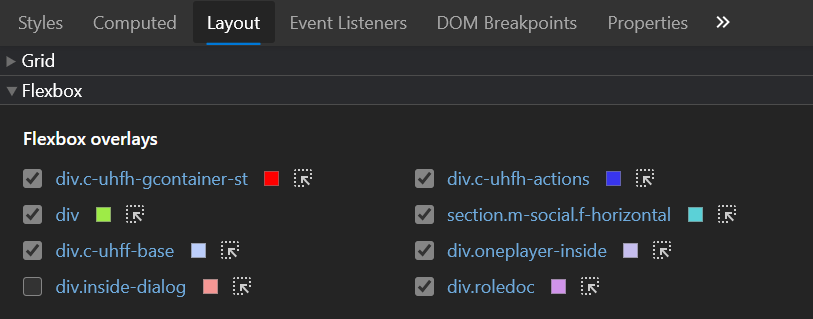 Styles Computed Layout Event Listeners DOM Breakpoints Properties
Grid
Flexbox
Flexbox overlays
div.c-uhfh-gcontainer-st div.c-uhfh-actions
div section.m-social.f-horizontal
div.c-uhff-base div.oneplayer-inside
div.inside-dialog div.roledoc